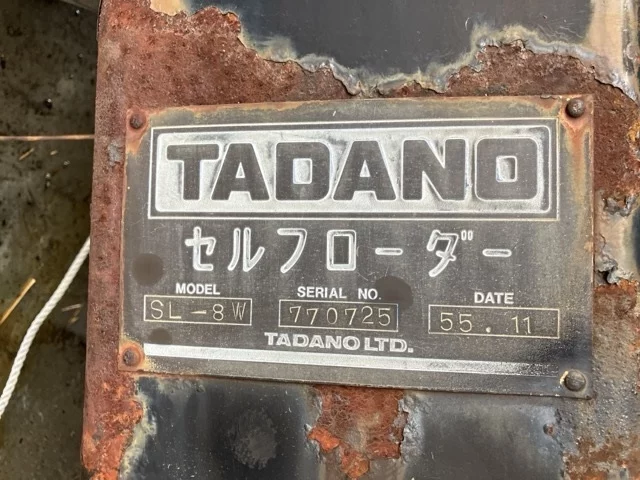 TADANO
セルフローダー
MODEL SERIAL NO. DATE
SL-8W 770725 55.11
TADANO LTD.